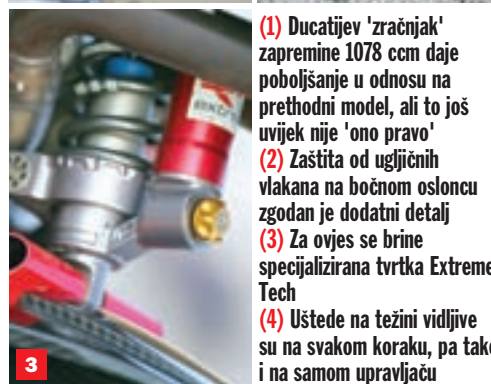 (1) Ducatijev 'zračnjak'
zapremine 1078 ccm daje
poboljšanje u odnosu na
prethodni model, ali to još
uvijek nije 'ono pravo'
(2) Zaštita od ugljičnih
vlakana na bočnom osloncu
zgodan je dodatni detalj
(3) Za ovjes se brine
specijalizirana tvrtka Extreme
Tech
(4) Uštede na težini vidljive
su na svakom koraku, pa tako
i na samom upravljaču
3